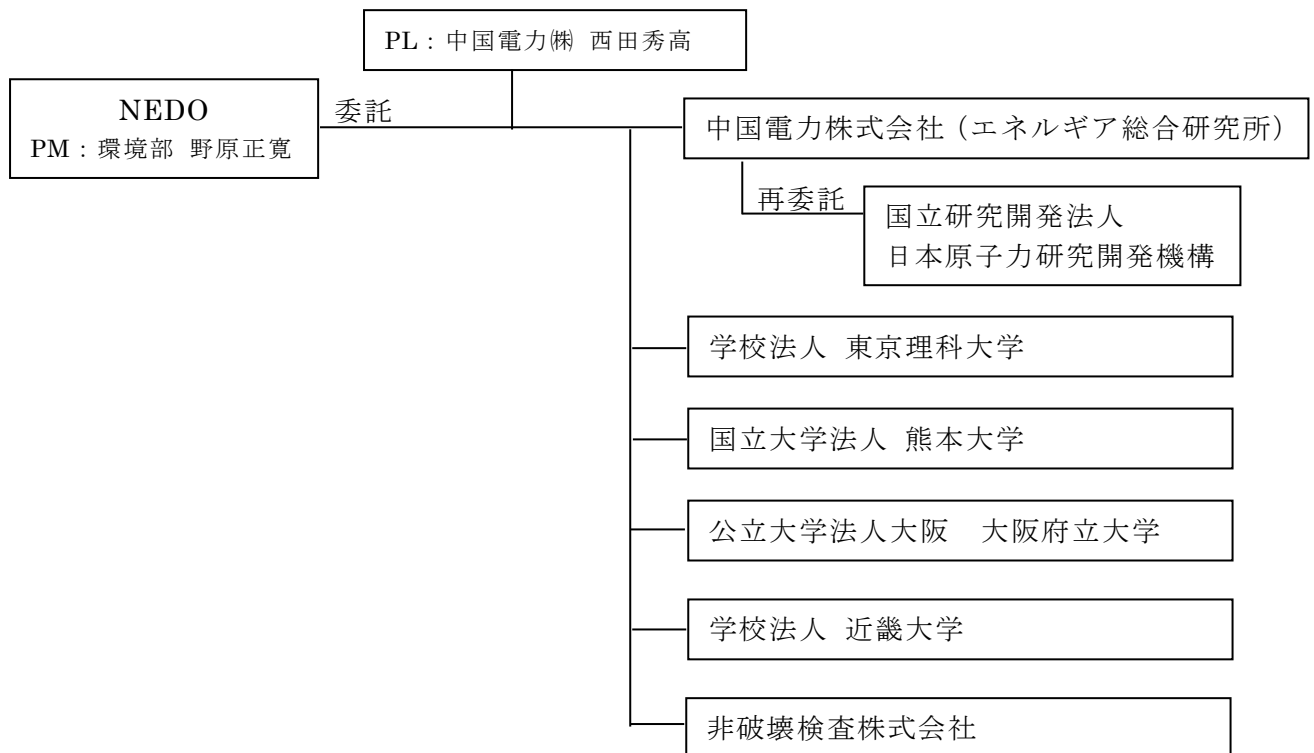 PL：中国電力㈱ 西田秀高
NEDO
PM：環境部 野原正寛
委託
中国電力株式会社（エネルギア総合研究所）
再委託
国立研究開発法人
日本原子力研究開発機構
学校法人 東京理科大学
国立大学法人 熊本大学
公立大学法人大阪　大阪府立大学
学校法人 近畿大学
非破壊検査株式会社